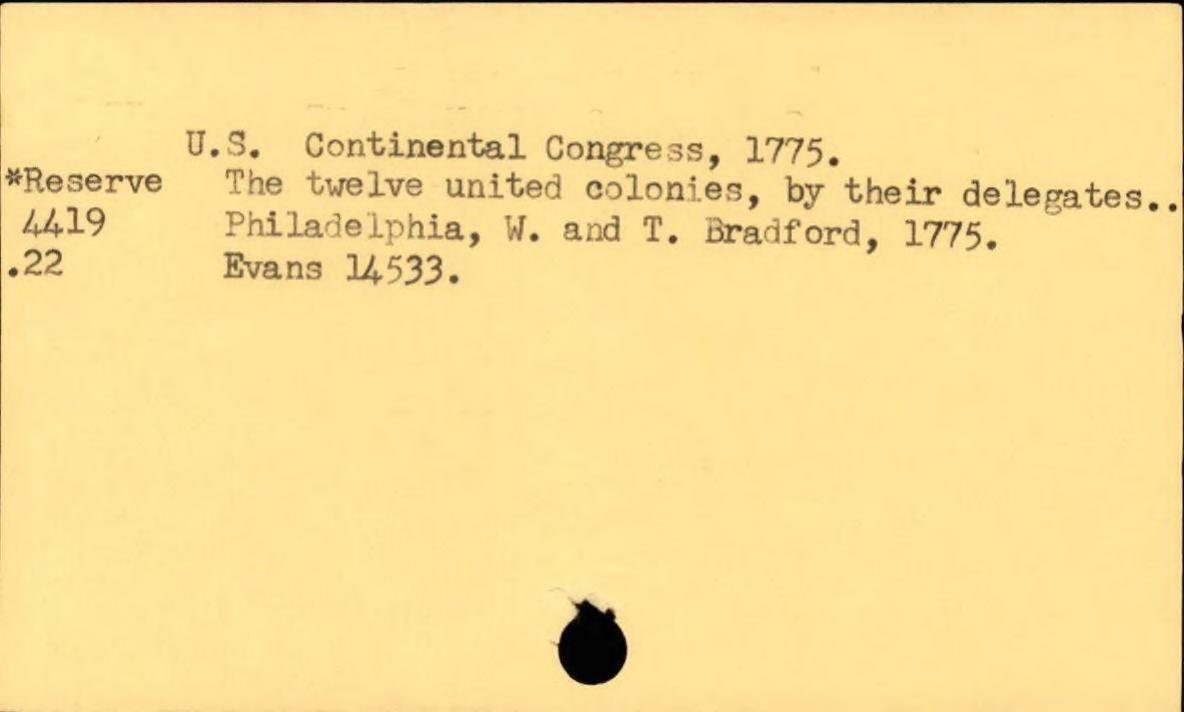 U.S. Continental Congress, 1775.
*Reserve The twelve united colonies, by their delegates..
4419 Philadelphia, W. and T. Bradford, 1775.
.22 Evans 14533.